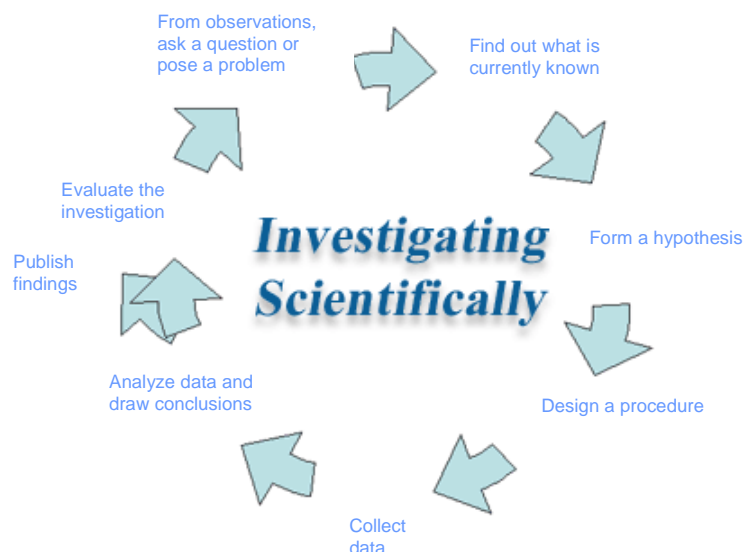 From observations,
ask a question or
pose a problem
Find out what is
currently known
Evaluate the
investigation
Investigating
Scientifically
Form a hypothesis
Publish
findings
Analyze data and
draw conclusions
Design a procedure
Collect
data